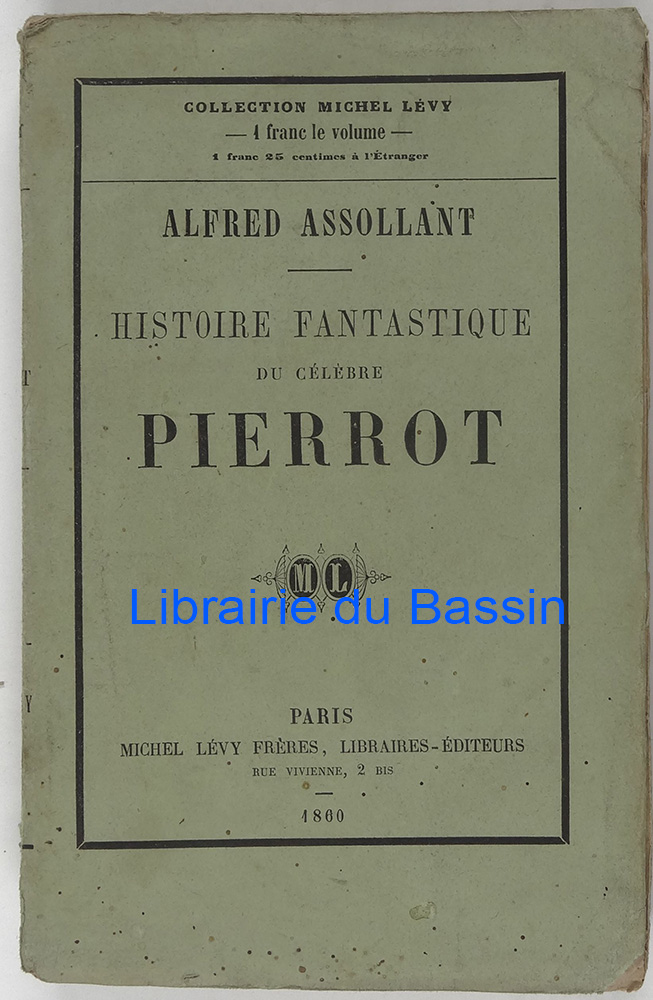 COLLECTION MICHEL LÉVY
— 1 franc le volume —
1 franc 25 centimes à l'Étranger
ALFRED ASSOLLANT
HISTOIRE FANTASTIQUE
DU CÉLÈBRE
PIERROT
ML
Librairie du Bassin
PARIS
MICHEL LÉVY FRÈRES, LIBRAIRES-ÉDITEURS
RUE VIVIENNE, 2 BIS
1860